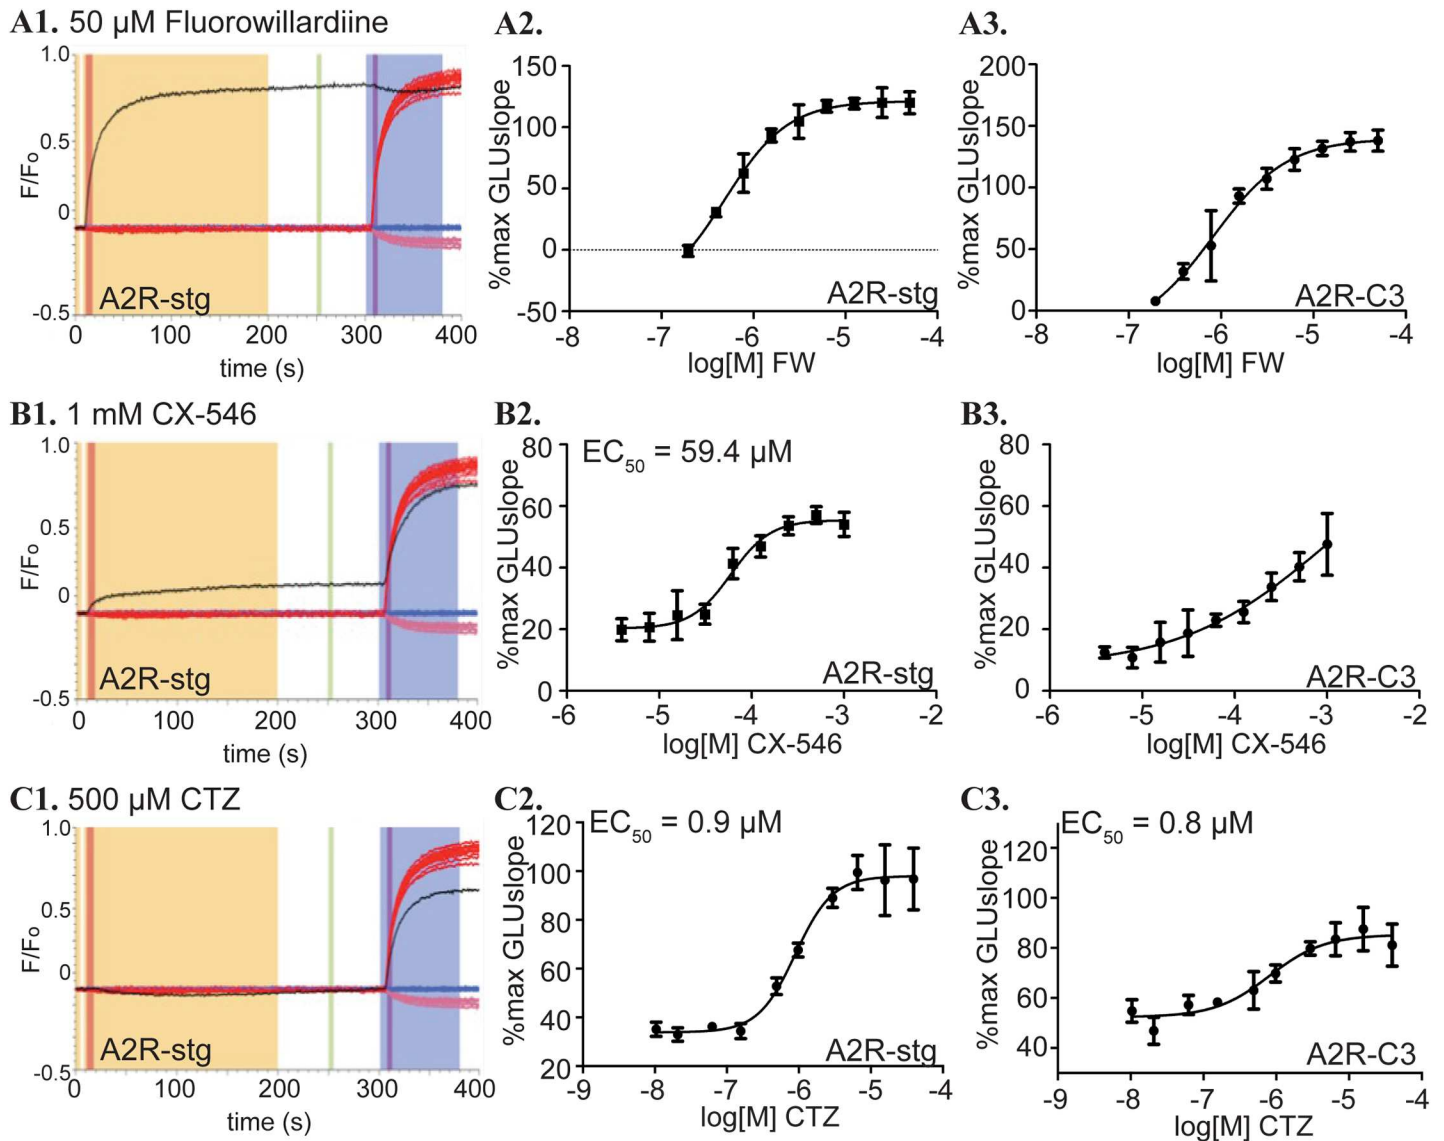 A1. 50 µM Fluorowillardiine
1.0
0.5
0
-0.5
F/Fo
A2R-stg
0 100 200 300 400
time (s)
A2.
150
100
50
0
-50
%max GLUslope
A2R-stg
-8 -7 -6 -5 -4
log[M] FW
A3.
200
150
100
50
0
%max GLUslope
A2R-C3
-8 -7 -6 -5 -4
log[M] FW
B1. 1 mM CX-546
1.0
0.5
0
-0.5
F/Fo
A2R-stg
0 100 200 300 400
time (s)
B2.
EC50 = 59.4 µM
80
60
40
20
0
%max GLUslope
A2R-stg
-6 -5 -4 -3 -2
log[M] CX-546
B3.
80
60
40
20
0
%max GLUslope
A2R-C3
-6 -5 -4 -3 -2
log[M] CX-546
C1. 500 µM CTZ
1.0
0.5
0
-0.5
F/Fo
A2R-stg
0 100 200 300 400
time (s)
C2.
EC50 = 0.9 µM
120
100
80
60
40
20
%max GLUslope
A2R-stg
-9 -8 -7 -6 -5 -4
log[M] CTZ
C3.
EC50 = 0.8 µM
120
100
80
60
40
%max GLUslope
A2R-C3
-9 -8 -7 -6 -5 -4
log[M] CTZ